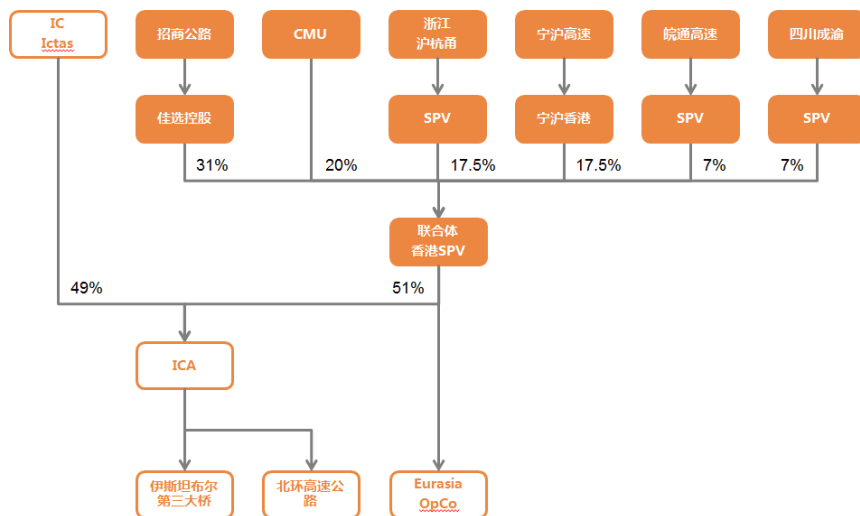 IC
Ictas
招商公路
CMU
浙江
沪杭甬
宁沪高速
皖通高速
四川成渝
佳选控股
SPV
宁沪香港
SPV
SPV
31%
20%
17.5%
17.5%
7%
7%
联合体
香港SPV
49%
51%
ICA
伊斯坦布尔
第三大桥
北环高速公
路
Eurasia
OpCo